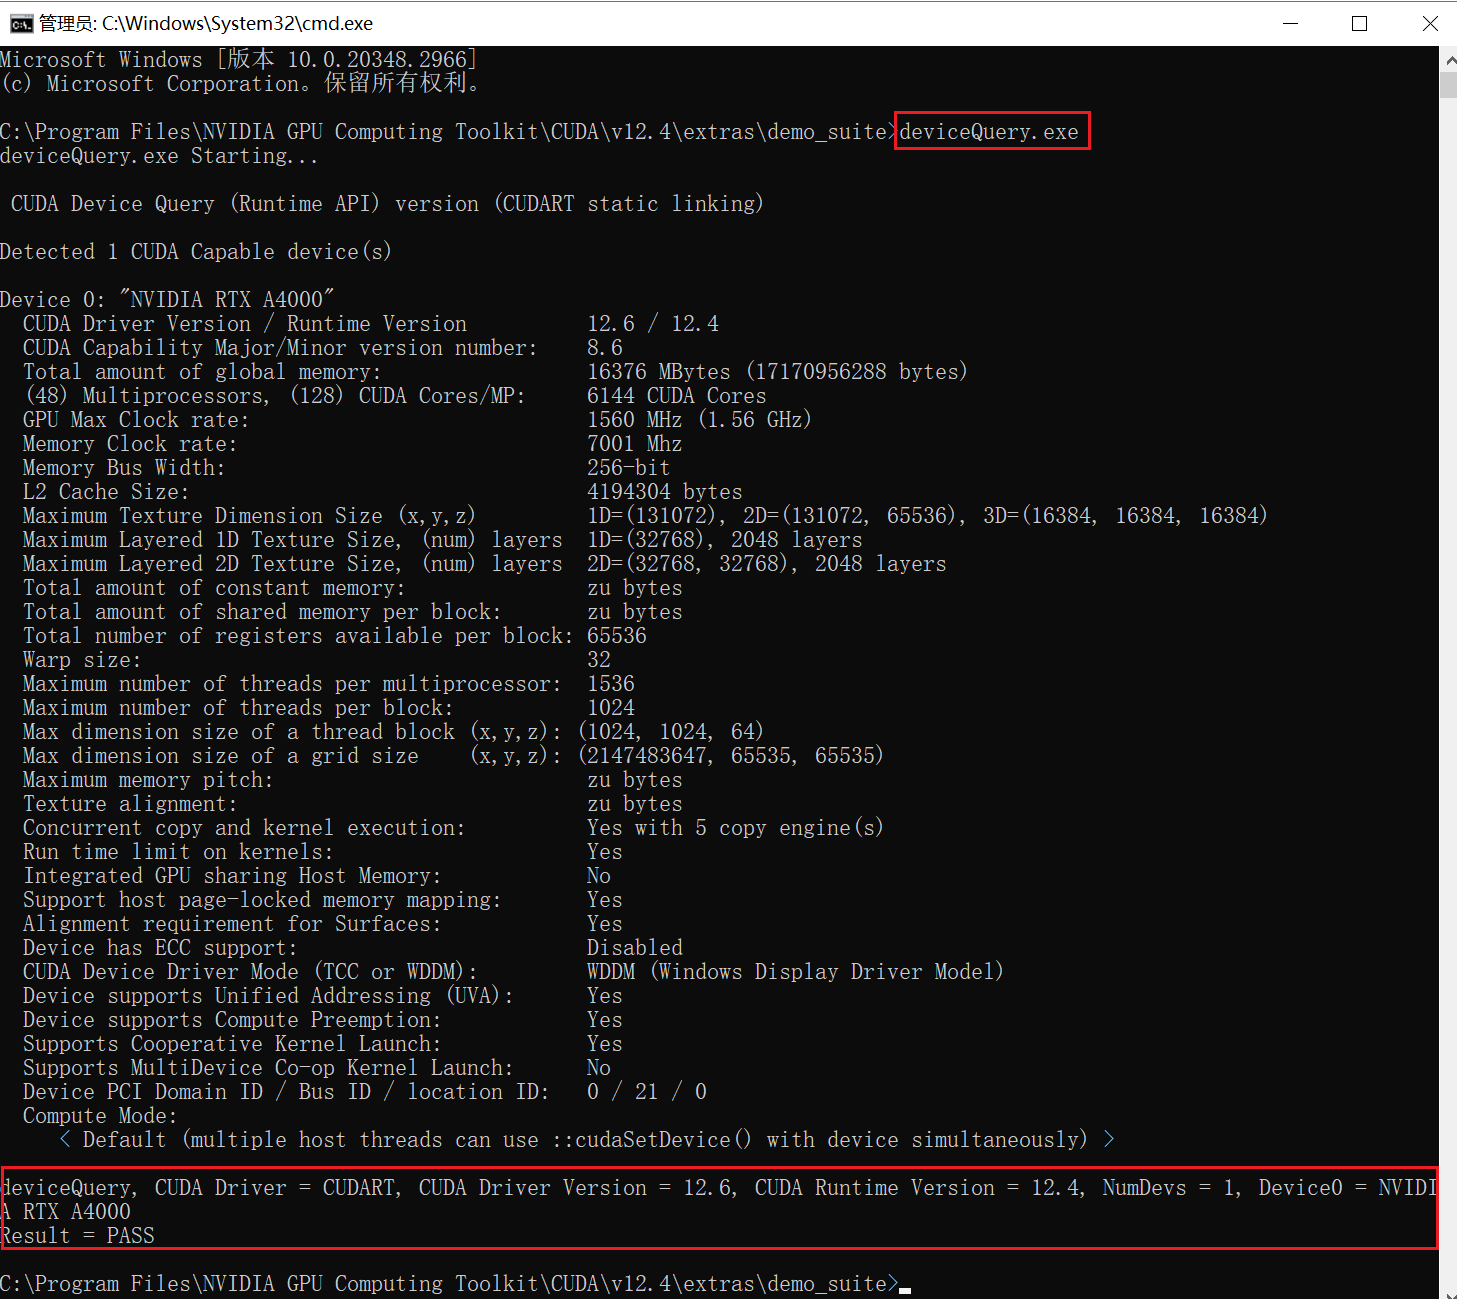 管理员: C:\Windows\System32\cmd.exe
Microsoft Windows [版本 10.0.20348.2966]
(c) Microsoft Corporation。保留所有权利。
C:\Program Files\NVIDIA GPU Computing Toolkit\CUDA\v12.4\extras\demo_suite>deviceQuery.exe
deviceQuery.exe Starting...
CUDA Device Query (Runtime API) version (CUDART static linking)
Detected 1 CUDA Capable device(s)
Device 0: "NVIDIA RTX A4000"
CUDA Driver Version / Runtime Version 12.6 / 12.4
CUDA Capability Major/Minor version number: 8.6
Total amount of global memory: 16376 MBytes (17170956288 bytes)
(48) Multiprocessors, (128) CUDA Cores/MP: 6144 CUDA Cores
GPU Max Clock rate: 1560 MHz (1.56 GHz)
Memory Clock rate: 7001 Mhz
Memory Bus Width: 256-bit
L2 Cache Size: 4194304 bytes
Maximum Texture Dimension Size (x,y,z) 1D=(131072), 2D=(131072, 65536), 3D=(16384, 16384, 16384)
Maximum Layered 1D Texture Size, (num) layers 1D=(32768), 2048 layers
Maximum Layered 2D Texture Size, (num) layers 2D=(32768, 32768), 2048 layers
Total amount of constant memory: zu bytes
Total amount of shared memory per block: zu bytes
Total number of registers available per block: 65536
Warp size: 32
Maximum number of threads per multiprocessor: 1536
Maximum number of threads per block: 1024
Max dimension size of a thread block (x,y,z): (1024, 1024, 64)
Max dimension size of a grid size (x,y,z): (2147483647, 65535, 65535)
Maximum memory pitch: zu bytes
Texture alignment: zu bytes
Concurrent copy and kernel execution: Yes with 5 copy engine(s)
Run time limit on kernels: Yes
Integrated GPU sharing Host Memory: No
Support host page-locked memory mapping: Yes
Alignment requirement for Surfaces: Yes
Device has ECC support: Disabled
CUDA Device Driver Mode (TCC or WDDM): WDDM (Windows Display Driver Model)
Device supports Unified Addressing (UVA): Yes
Device supports Compute Preemption: Yes
Supports Cooperative Kernel Launch: Yes
Supports MultiDevice Co-op Kernel Launch: No
Device PCI Domain ID / Bus ID / location ID: 0 / 21 / 0
Compute Mode:
< Default (multiple host threads can use ::cudaSetDevice() with device simultaneously) >
deviceQuery, CUDA Driver = CUDART, CUDA Driver Version = 12.6, CUDA Runtime Version = 12.4, NumDevs = 1, Device0 = NVIDI
A RTX A4000
Result = PASS
C:\Program Files\NVIDIA GPU Computing Toolkit\CUDA\v12.4\extras\demo_suite>